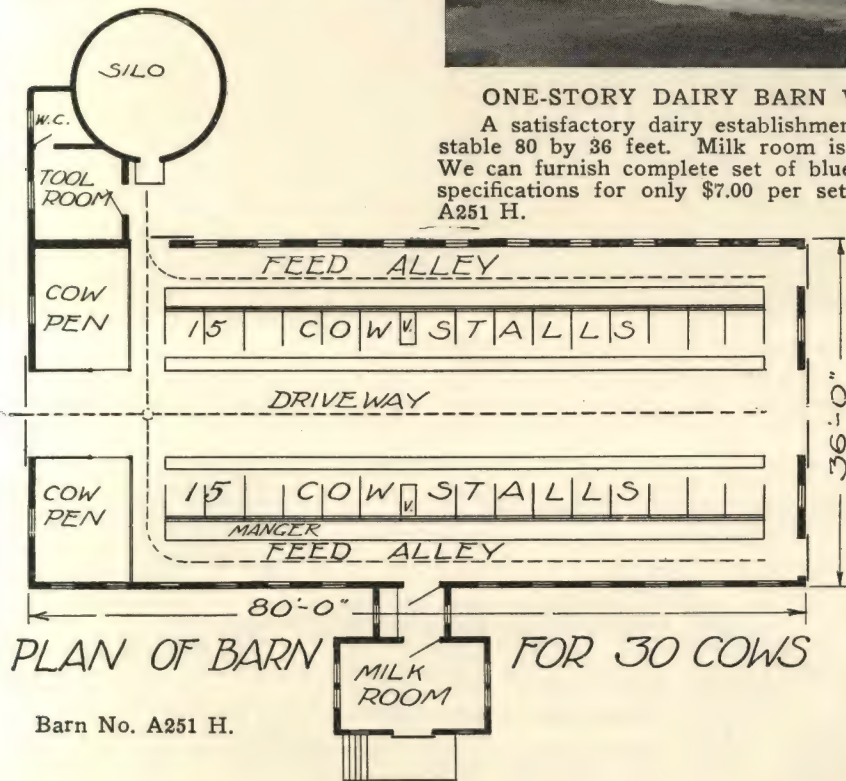 SILO
W.C.
TOOL
ROOM
ONE-STORY DAIRY BARN
A satisfactory dairy establishmen
stable 80 by 36 feet. Milk room is
We can furnish complete set of blue
specifications for only $7.00 per set
A251 H.
FEED ALLEY
COW
PEN
15 COW V. STALLS
DRIVEWAY
36'-0"
COW
PEN
15 COW V. STALLS
MANGER
FEED ALLEY
80'-0"
PLAN OF BARN FOR 30 COWS
MILK
ROOM
Barn No. A251 H.